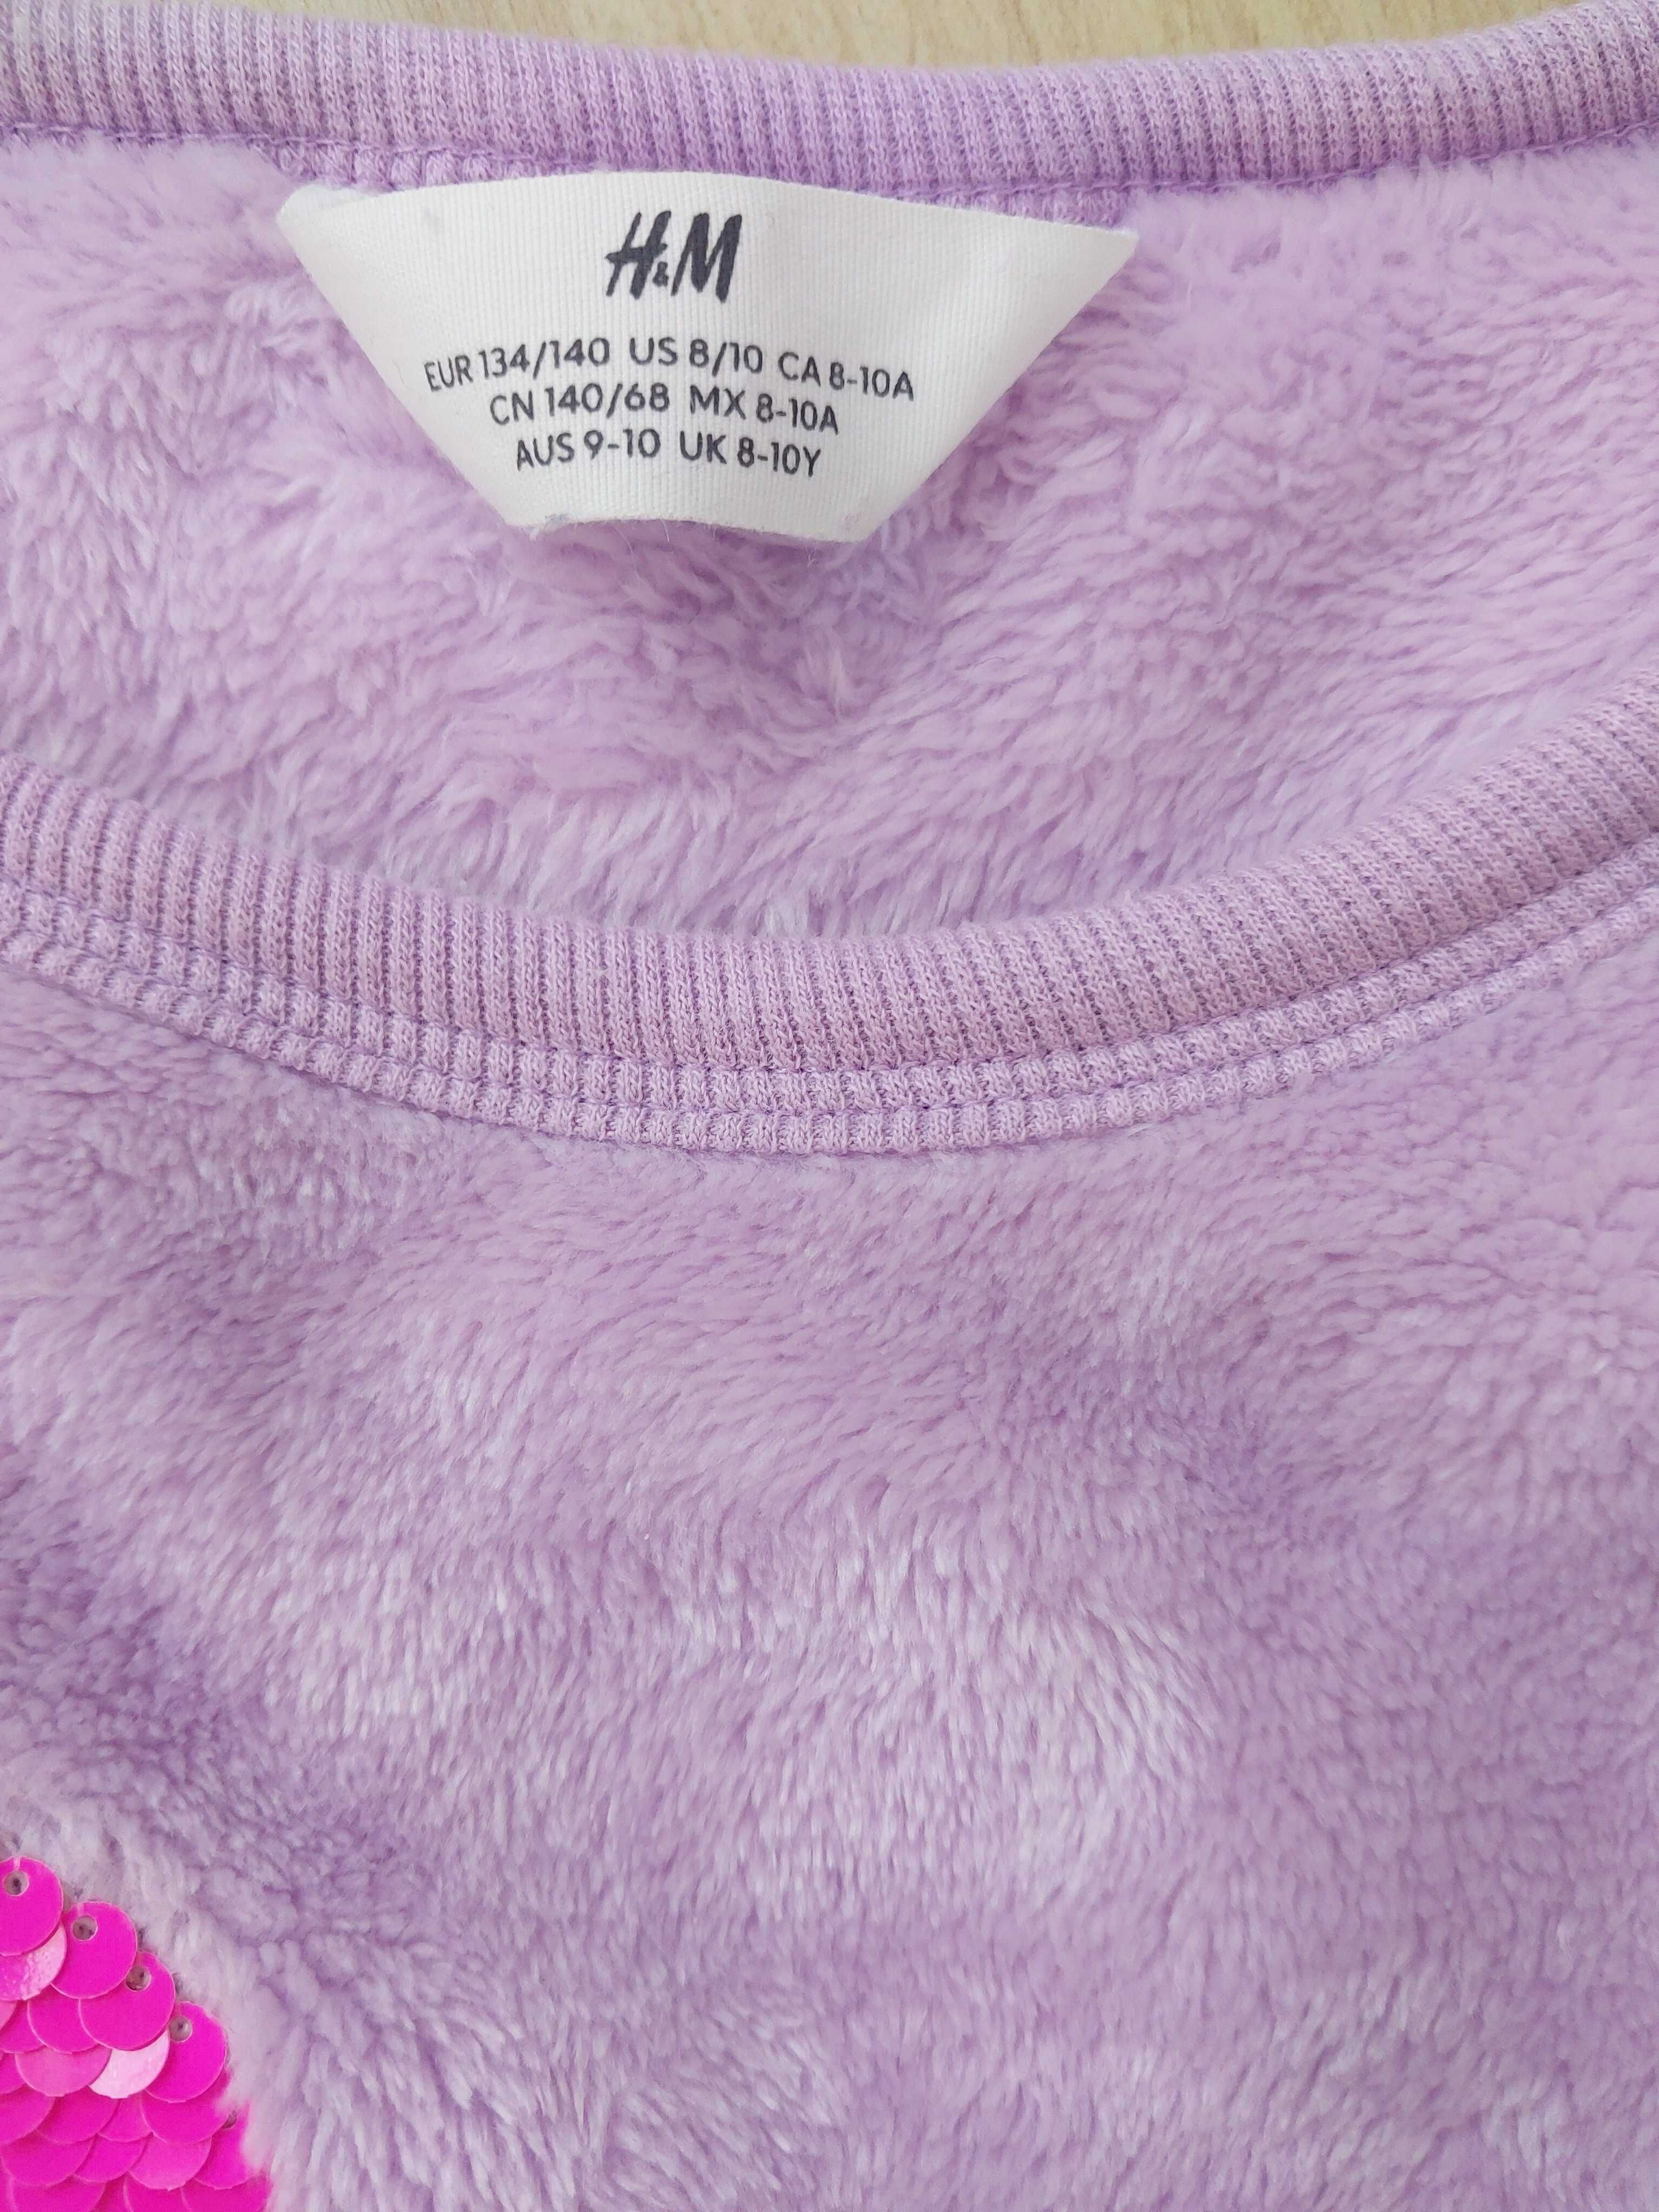 H&M
EUR 134/140 US 8/10 CA 8-10A
CN 140/68 MX 8-10A
AUS 9-10 UK 8-10Y